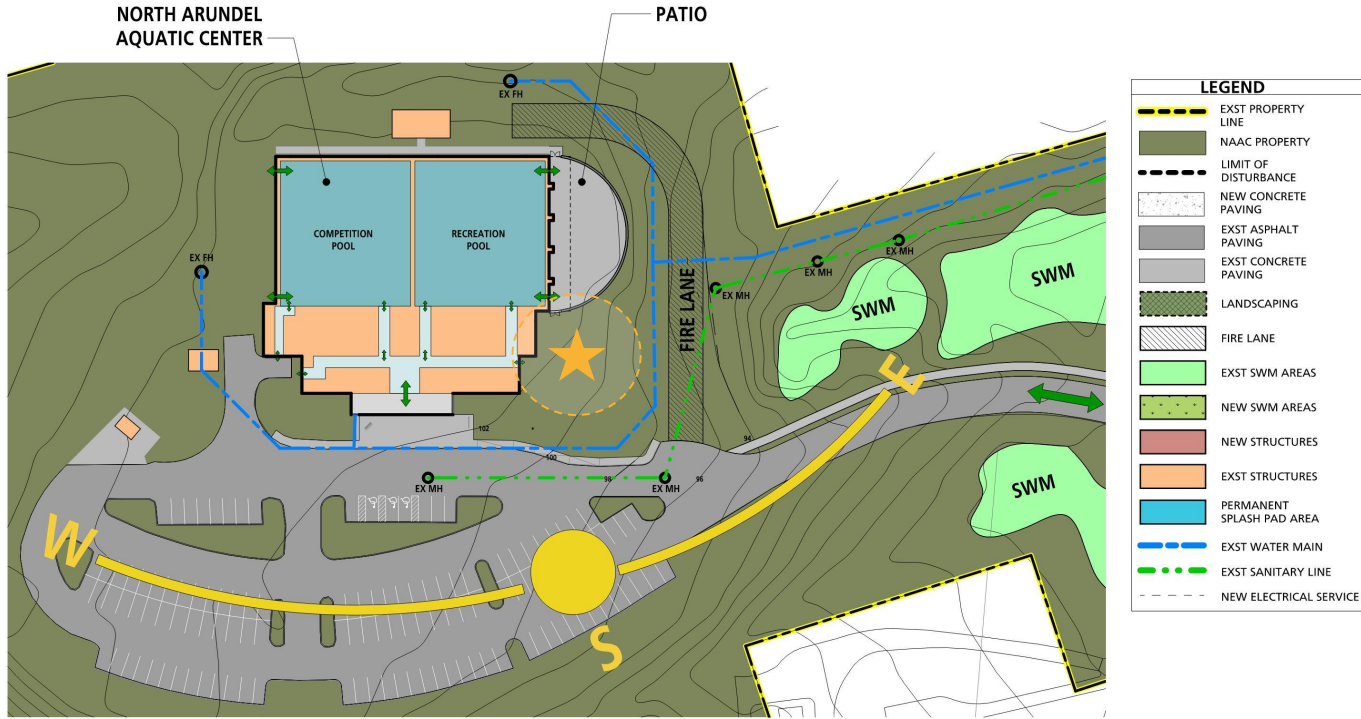 NORTH ARUNDEL
AQUATIC CENTER
PATIO
EX FH
COMPETITION
POOL
RECREATION
POOL
EX FH
FIRE LANE
EX MH
EX MH
EX MH
SWM
SWM
SWM
E
W
S
102
100
98
96
94
EX MH
EX MH
LEGEND
EXST PROPERTY
LINE
NAAC PROPERTY
LIMIT OF
DISTURBANCE
NEW CONCRETE
PAVING
EXST ASPHALT
PAVING
EXST CONCRETE
PAVING
LANDSCAPING
FIRE LANE
EXST SWM AREAS
NEW SWM AREAS
NEW STRUCTURES
EXST STRUCTURES
PERMANENT
SPLASH PAD AREA
EXST WATER MAIN
EXST SANITARY LINE
NEW ELECTRICAL SERVICE